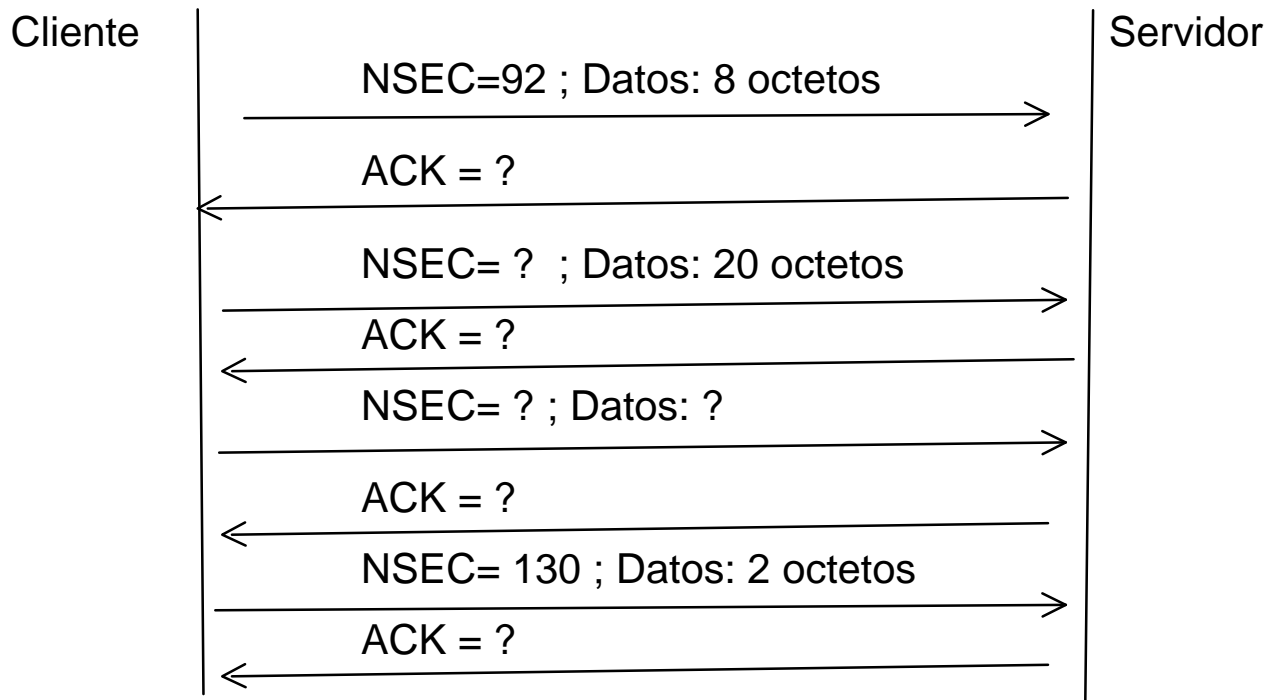 Cliente
Servidor
NSEC=92 ; Datos: 8 octetos
ACK = ?
NSEC= ? ; Datos: 20 octetos
ACK = ?
NSEC= ? ; Datos: ?
ACK = ?
NSEC= 130 ; Datos: 2 octetos
ACK = ?